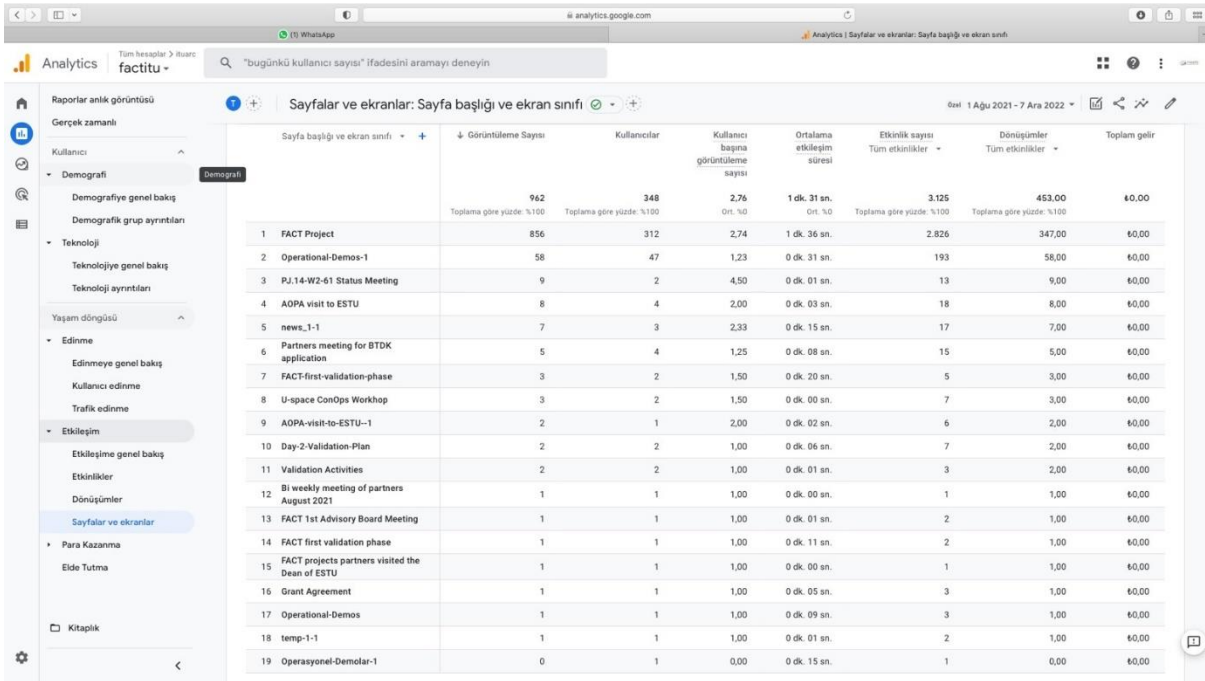 analytics.google.com
(1) WhatsApp
Analytics | Sayfalar ve ekranlar: Sayfa başlığı ve ekran sınıfı
Analytics
Tüm hesaplar > ituarc
factitu
"bugünkü kullanıcı sayısı" ifadesini aramayı deneyin
Raporlar anlık görüntüsü
Gerçek zamanlı
Kullanıcı
Demografi
Demografi
Demografiye genel bakış
Demografik grup ayrıntıları
Teknoloji
Teknolojiye genel bakış
Teknoloji ayrıntıları
Yaşam döngüsü
Edinme
Edinmeye genel bakış
Kullanıcı edinme
Trafik edinme
Etkileşim
Etkileşime genel bakış
Etkinlikler
Dönüşümler
Sayfalar ve ekranlar
Para Kazanma
Elde Tutma
Kitaplık
T
Sayfalar ve ekranlar: Sayfa başlığı ve ekran sınıfı
Özel 1 Ağu 2021 - 7 Ara 2022
Sayfa başlığı ve ekran sınıfı
Görüntüleme Sayısı
Kullanıcılar
Kullanıcı
başına
görüntüleme
sayısı
Ortalama
etkileşim
süresi
Etkinlik sayısı
Tüm etkinlikler
Dönüşümler
Tüm etkinlikler
Toplam gelir
962 348 2,76 1 dk. 31 sn. 3.125 453,00 ₺0,00
Toplama göre yüzde: %100 Toplama göre yüzde: %100 Ort. %0 Ort. %0 Toplama göre yüzde: %100 Toplama göre yüzde: %100
1 FACT Project 856 312 2,74 1 dk. 36 sn. 2.826 347,00 ₺0,00
2 Operational-Demos-1 58 47 1,23 0 dk. 31 sn. 193 58,00 ₺0,00
3 PJ.14-W2-61 Status Meeting 9 2 4,50 0 dk. 01 sn. 13 9,00 ₺0,00
4 AOPA visit to ESTU 8 4 2,00 0 dk. 03 sn. 18 8,00 ₺0,00
5 news_1-1 7 3 2,33 0 dk. 15 sn. 17 7,00 ₺0,00
6 Partners meeting for BTDK
application 5 4 1,25 0 dk. 08 sn. 15 5,00 ₺0,00
7 FACT-first-validation-phase 3 2 1,50 0 dk. 20 sn. 5 3,00 ₺0,00
8 U-space ConOps Workhop 3 2 1,50 0 dk. 00 sn. 7 3,00 ₺0,00
9 AOPA-visit-to-ESTU--1 2 1 2,00 0 dk. 02 sn. 6 2,00 ₺0,00
10 Day-2-Validation-Plan 2 2 1,00 0 dk. 06 sn. 7 2,00 ₺0,00
11 Validation Activities 2 2 1,00 0 dk. 01 sn. 3 2,00 ₺0,00
12 Bi weekly meeting of partners
August 2021 1 1 1,00 0 dk. 00 sn. 1 1,00 ₺0,00
13 FACT 1st Advisory Board Meeting 1 1 1,00 0 dk. 01 sn. 2 1,00 ₺0,00
14 FACT first validation phase 1 1 1,00 0 dk. 11 sn. 2 1,00 ₺0,00
15 FACT projects partners visited the
Dean of ESTU 1 1 1,00 0 dk. 00 sn. 1 1,00 ₺0,00
16 Grant Agreement 1 1 1,00 0 dk. 05 sn. 3 1,00 ₺0,00
17 Operational-Demos 1 1 1,00 0 dk. 09 sn. 3 1,00 ₺0,00
18 temp-1-1 1 1 1,00 0 dk. 01 sn. 2 1,00 ₺0,00
19 Operasyonel-Demolar-1 0 1 0,00 0 dk. 15 sn. 1 0,00 ₺0,00